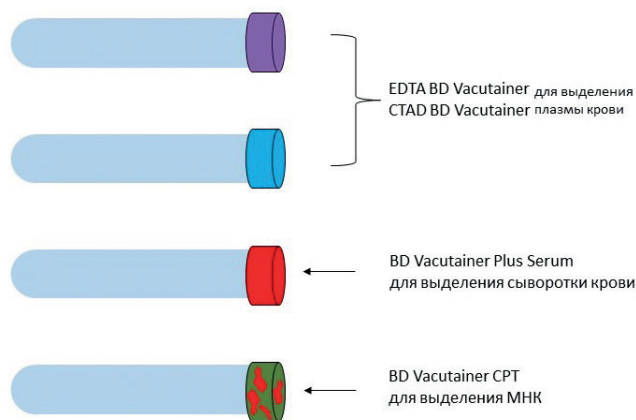 EDTA BD Vacutainer для выделения
CTAD BD Vacutainer плазмы крови
BD Vacutainer Plus Serum
для выделения сыворотки крови
BD Vacutainer CPT
для выделения МНК